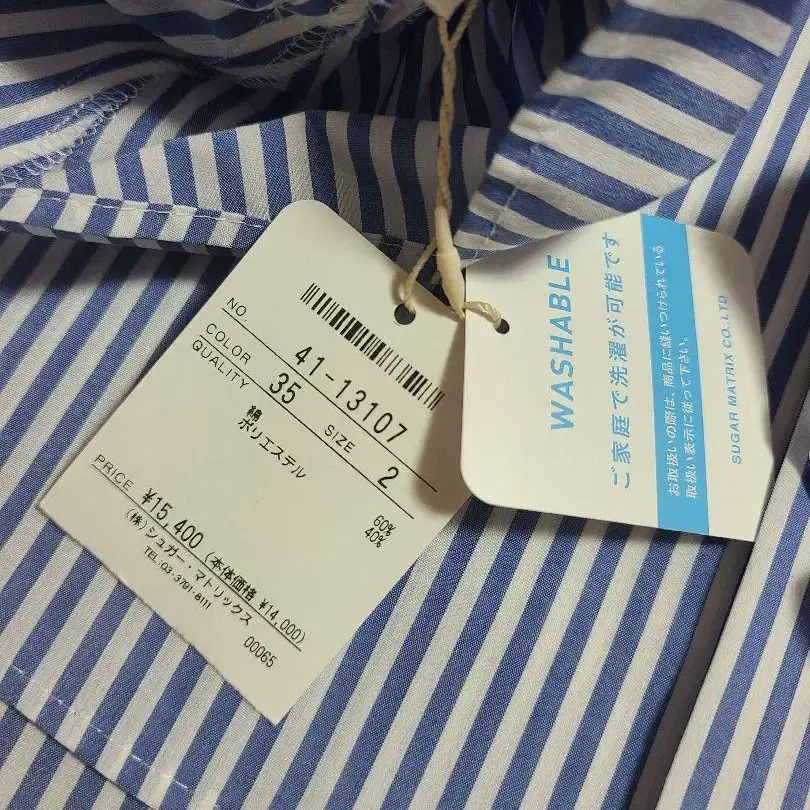 NO. 41-13107
COLOR 35 SIZE 2
QUALITY
綿 60%
ポリエステル 40%
PRICE ¥15,400 (本体価格 ¥14,000)
(株)シュガー・マトリックス
TEL:03-3791-8111
00065
WASHABLE
ご家庭で洗濯が可能です
お取扱いの際は、商品に縫いつけられている
取扱い表示に従って下さい。
SUGAR MATRIX CO.,LTD